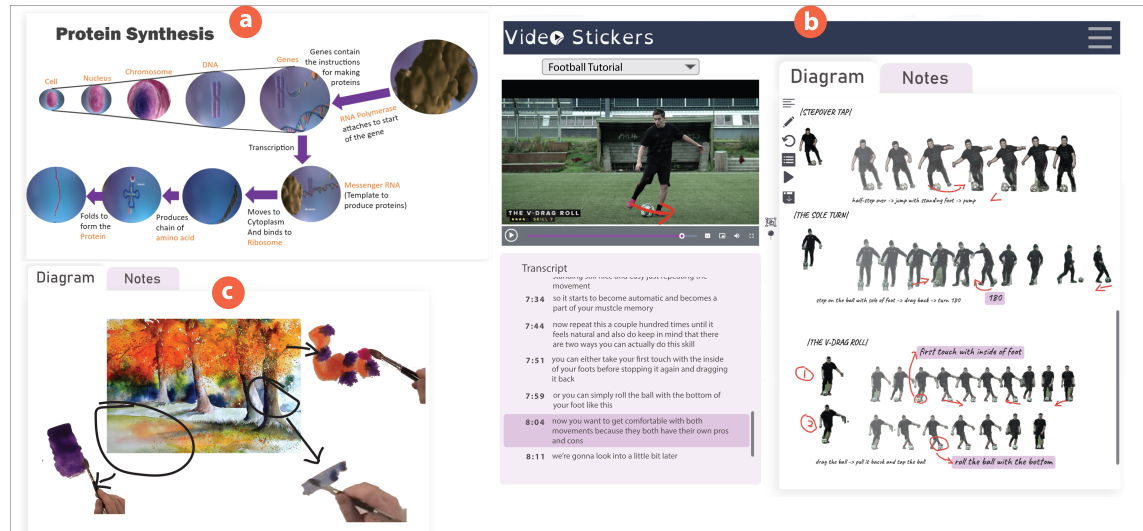 a
Protein Synthesis
Cell
Nucleus
Chromosome
DNA
Genes
Genes contain
the instructions
for making
proteins
RNA Polymerase
attaches to start
of the gene
Transcription
Messenger RNA
(Template to
produce proteins)
Moves to
Cytoplasm
And binds to
Ribosome
Produces
chain of
amino acid
Folds to
form the
Protein
b
Video Stickers
Football Tutorial
THE V-DRAG ROLL
SKILL 7
Transcript
standing still nice and easy just repeating the
movement
7:34 so it starts to become automatic and becomes a
part of your mustcle memory
7:44 now repeat this a couple hundred times until it
feels natural and also do keep in mind that there
are two ways you can actually do this skill
7:51 you can either take your first touch with the inside
of your foots before stopping it again and dragging
it back
7:59 or you can simply roll the ball with the bottom of
your foot like this
8:04 now you want to get comfortable with both
movements because they both have their own pros
and cons
8:11 we're gonna look into a little bit later
Diagram
Notes
|STEPOVER TAP|
half-step over -> jump with standing foot -> pump
|THE SOLE TURN|
step on the ball with sole of foot -> drag back -> turn 180
180
|THE V-DRAG ROLL|
first touch with inside of foot
1
2
drag the ball -> pull it back and tap the ball
roll the ball with the bottom
c
Diagram
Notes